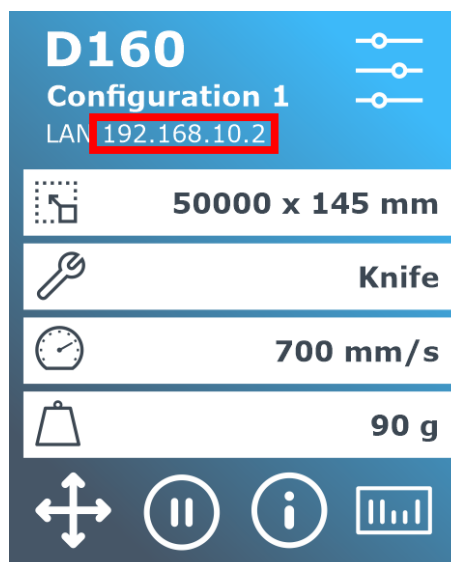 D160
Configuration 1
LAN 192.168.10.2
50000 x 145 mm
Knife
700 mm/s
90 g